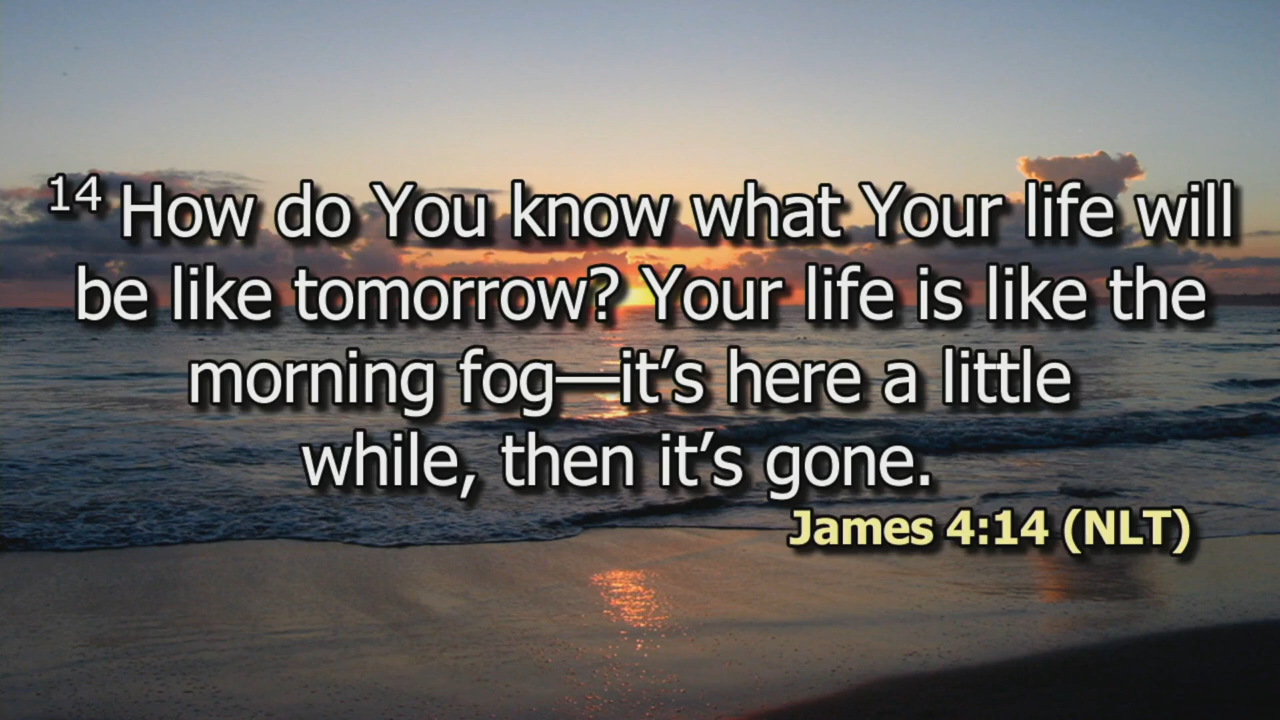 14 How do You know what Your life will
be like tomorrow? Your life is like the
morning fog—it’s here a little
while, then it’s gone.
James 4:14 (NLT)